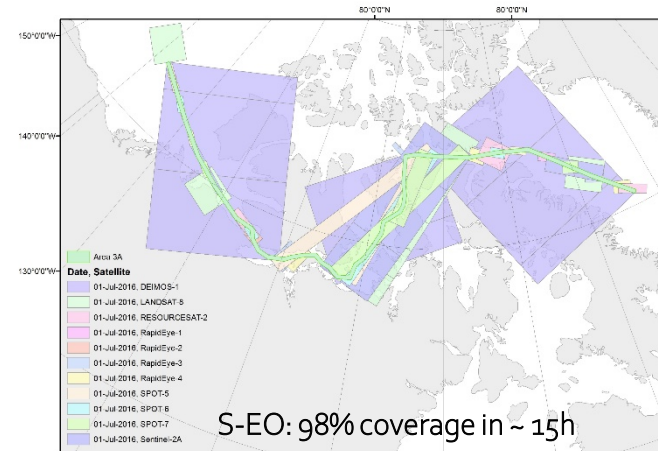 80°0'0"N 80°0'0"N
150°0'0"W
140°0'0"W
130°0'0"W
Area 3A
Date, Satellite
01-Jul-2016, DEIMOS-1
01-Jul-2016, LANDSAT-8
01-Jul-2016, RESOURCESAT-2
01-Jul-2016, RapidEye-1
01-Jul-2016, RapidEye-2
01-Jul-2016, RapidEye-3
01-Jul-2016, RapidEye-4
01-Jul-2016, SPOT-5
01-Jul-2016, SPOT 6
01-Jul-2016, SPOT-7
01-Jul-2016, Sentinel-2A
S-EO: 98% coverage in ~ 15h